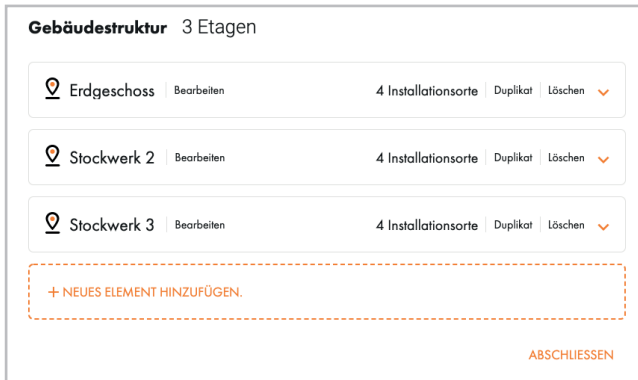 Gebäudestruktur 3 Etagen
Erdgeschoss Bearbeiten 4 Installationsorte Duplikat Löschen
Stockwerk 2 Bearbeiten 4 Installationsorte Duplikat Löschen
Stockwerk 3 Bearbeiten 4 Installationsorte Duplikat Löschen
+ NEUES ELEMENT HINZUFÜGEN.
ABSCHLIESSEN